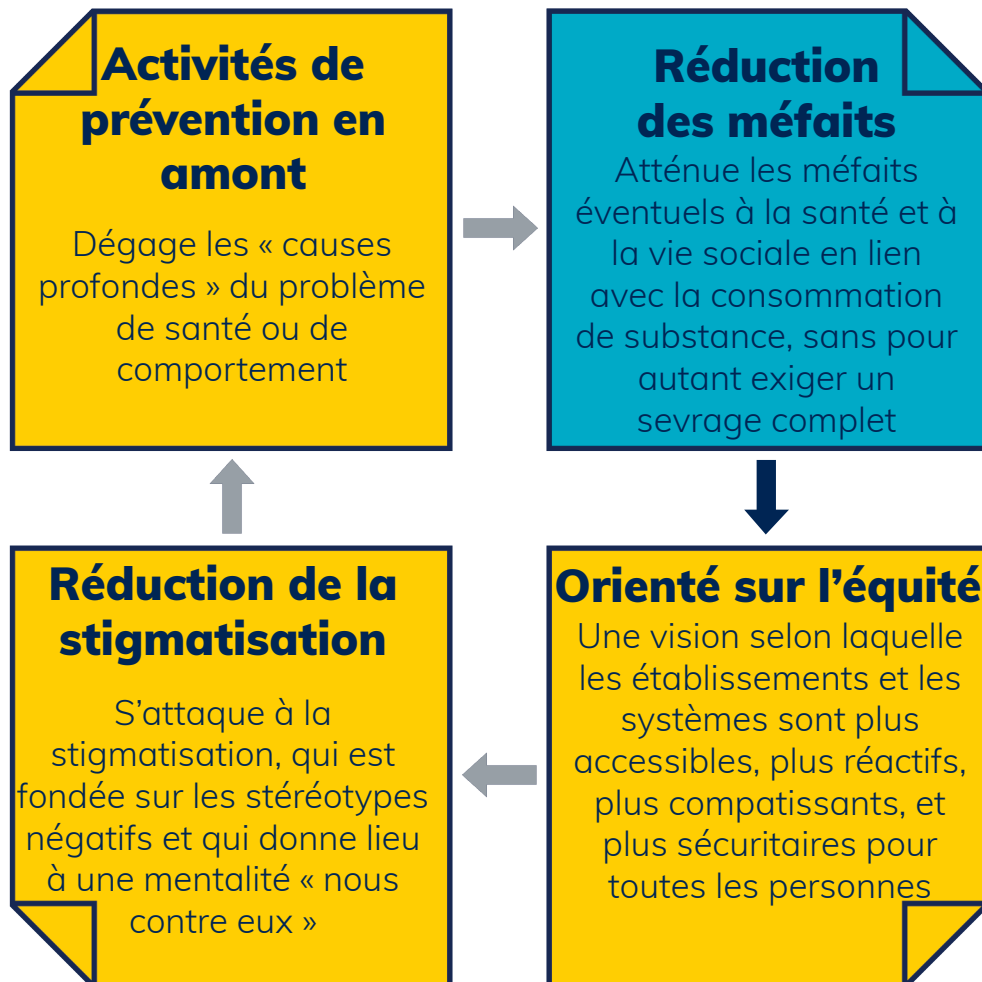 Activités de
prévention en
amont
Dégage les « causes
profondes » du problème
de santé ou de
comportement
Réduction
des méfaits
Atténue les méfaits
éventuels à la santé et à
la vie sociale en lien
avec la consommation
de substance, sans pour
autant exiger un
sevrage complet
Réduction de la
stigmatisation
S’attaque à la
stigmatisation, qui est
fondée sur les stéréotypes
négatifs et qui donne lieu
à une mentalité « nous
contre eux »
Orienté sur l’équité
Une vision selon laquelle
les établissements et les
systèmes sont plus
accessibles, plus réactifs,
plus compatissants, et
plus sécuritaires pour
toutes les personnes